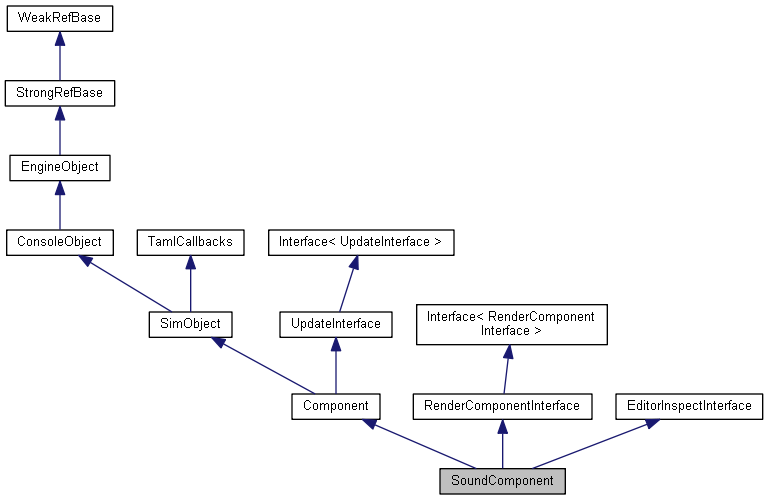 WeakRefBase
StrongRefBase
EngineObject
ConsoleObject
TamlCallbacks
Interface< UpdateInterface >
SimObject
UpdateInterface
Interface< RenderComponent
Interface >
Component
RenderComponentInterface
EditorInspectInterface
SoundComponent